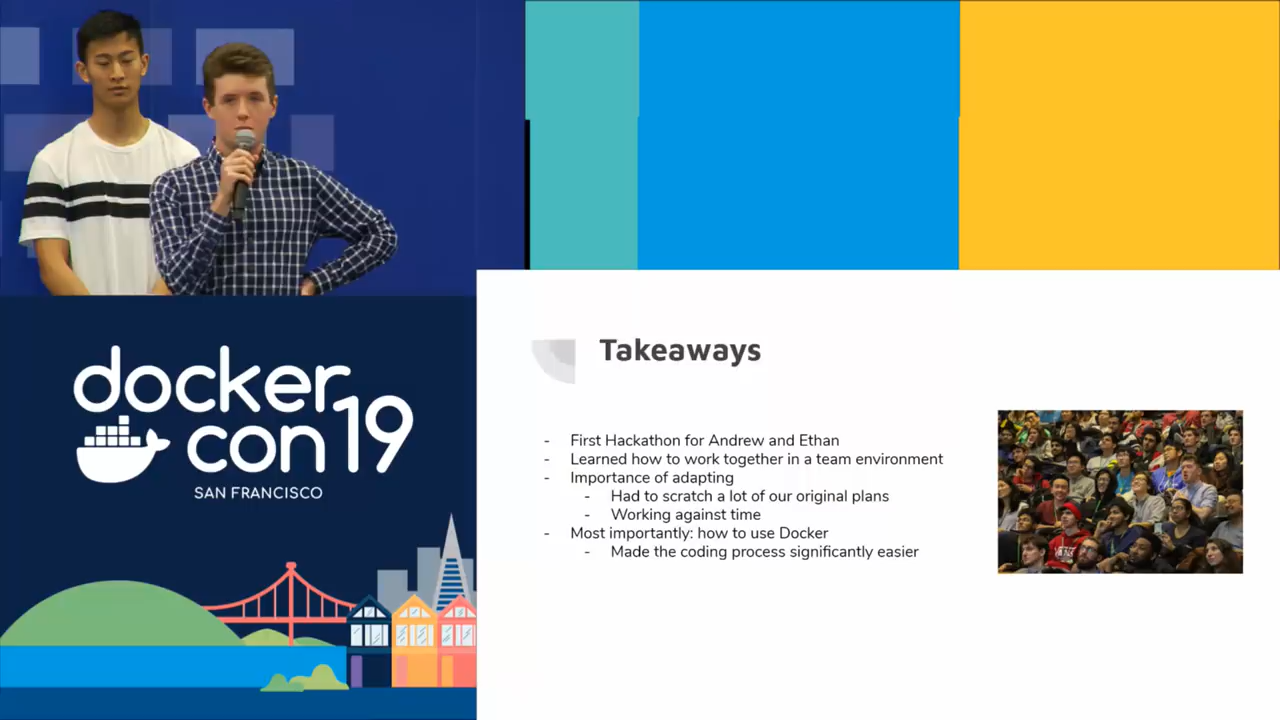 docker
con 19
SAN FRANCISCO
Takeaways
- First Hackathon for Andrew and Ethan
- Learned how to work together in a team environment
- Importance of adapting
- Had to scratch a lot of our original plans
- Working against time
- Most importantly: how to use Docker
- Made the coding process significantly easier